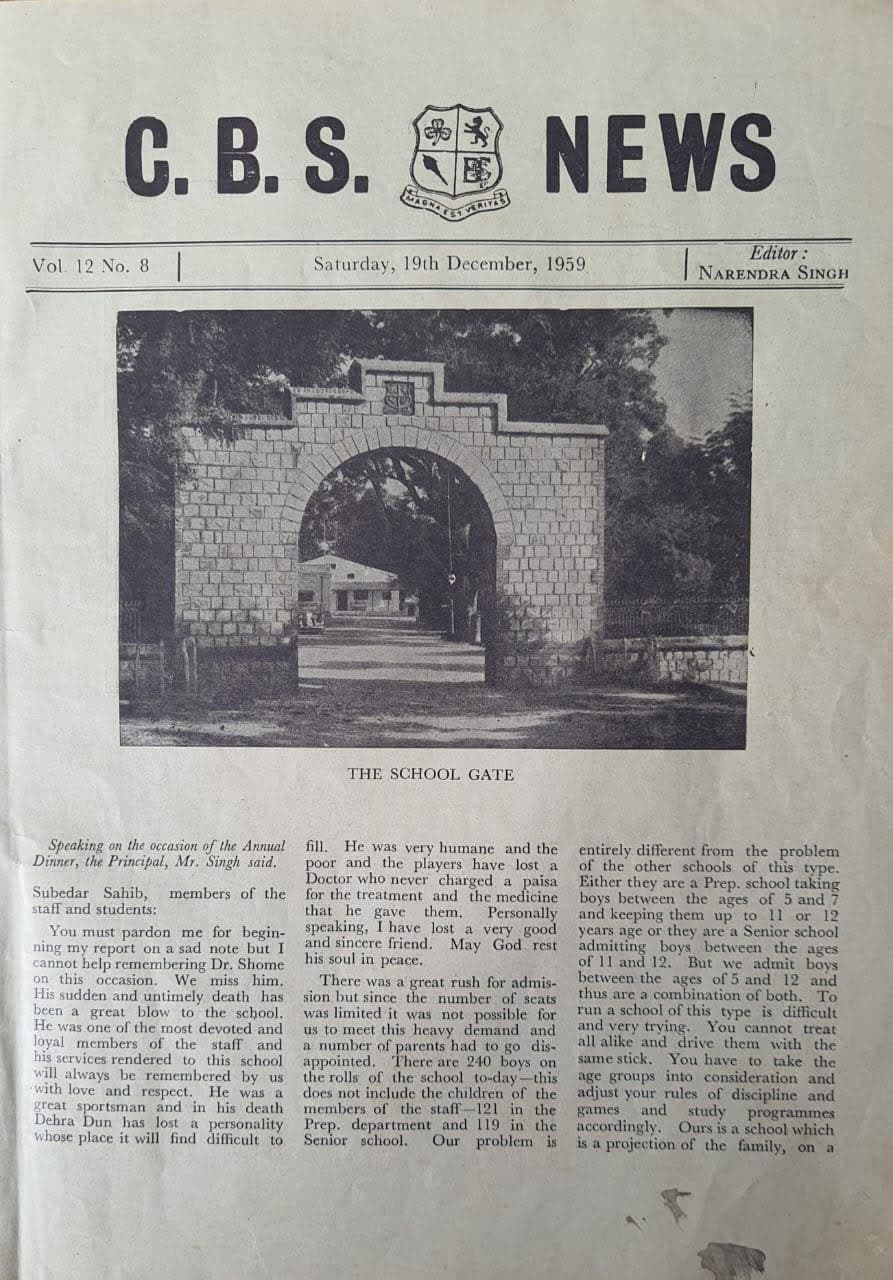 C. B. S. NEWS
MAGNA EST VERITAS
Vol. 12 No. 8
Saturday, 19th December, 1959
Editor :
NARENDRA SINGH
THE SCHOOL GATE
Speaking on the occasion of the Annual
Dinner, the Principal, Mr. Singh said.
Subedar Sahib, members of the
staff and students:
You must pardon me for begin-
ning my report on a sad note but I
cannot help remembering Dr. Shome
on this occasion. We miss him.
His sudden and untimely death has
been a great blow to the school.
He was one of the most devoted and
loyal members of the staff and
his services rendered to this school
will always be remembered by us
with love and respect. He was a
great sportsman and in his death
Debra Dun has lost a personality
whose place it will find difficult to
fill. He was very humane and the
poor and the players have lost a
Doctor who never charged a paisa
for the treatment and the medicine
that he gave them. Personally
speaking, I have lost a very good
and sincere friend. May God rest
his soul in peace.
There was a great rush for admis-
sion but since the number of seats
was limited it was not possible for
us to meet this heavy demand and
a number of parents had to go dis-
appointed. There are 240 boys on
the rolls of the school to-day—this
does not include the children of the
members of the staff—121 in the
Prep. department and 119 in the
Senior school. Our problem is
entirely different from the problem
of the other schools of this type.
Either they are a Prep. school taking
boys between the ages of 5 and 7
and keeping them up to 11 or 12
years age or they are a Senior school
admitting boys between the ages
of 11 and 12. But we admit boys
between the ages of 5 and 12 and
thus are a combination of both. To
run a school of this type is difficult
and very trying. You cannot treat
all alike and drive them with the
same stick. You have to take the
age groups into consideration and
adjust your rules of discipline and
games and study programmes
accordingly. Ours is a school which
is a projection of the family, on a